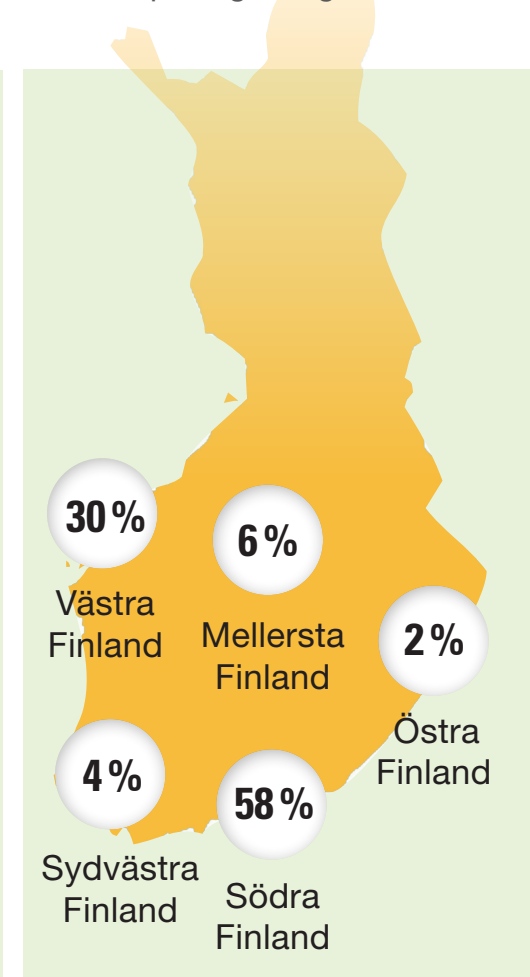 30 %
Västra
Finland
6 %
Mellersta
Finland
2 %
Östra
Finland
4 %
Sydvästra
Finland
58 %
Södra
Finland